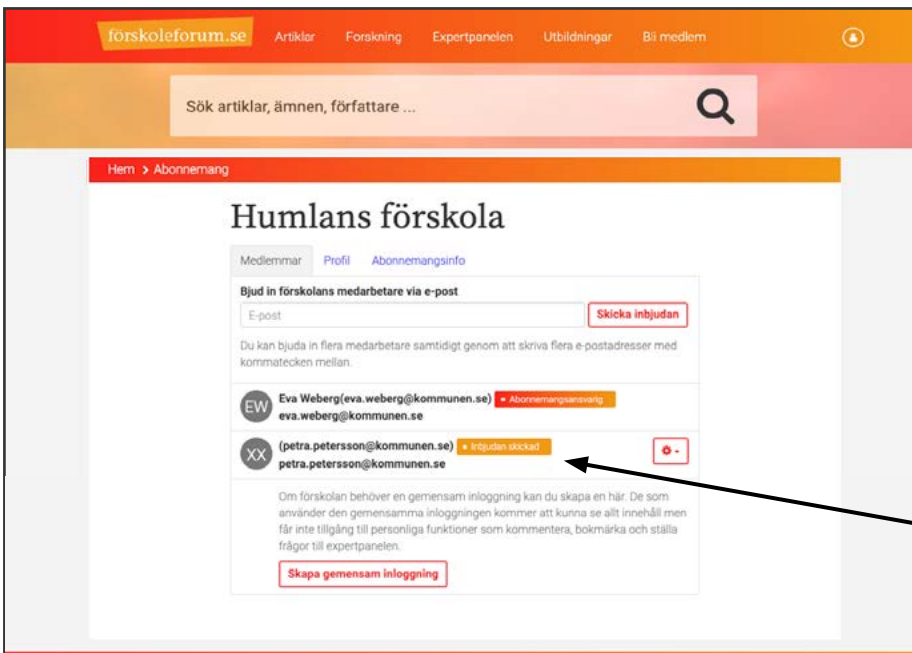 förskoleforum.se Artiklar Forskning Expertpanelen Utbildningar Bli medlem
Sök artiklar, ämnen, författare ...
Hem > Abonnemang
Humlans förskola
Medlemmar Profil Abonnemangsinfo
Bjud in förskolans medarbetare via e-post
E-post Skicka inbjudan
Du kan bjuda in flera medarbetare samtidigt genom att skriva flera e-postadresser med
kommatecken mellan.
EW Eva Weberg(eva.weberg@kommunen.se) • Abonnemangsansvarig
eva.weberg@kommunen.se
XX (petra.petersson@kommunen.se) • Inbjudan skickad
petra.petersson@kommunen.se
Om förskolan behöver en gemensam inloggning kan du skapa en här. De som
använder den gemensamma inloggningen kommer att kunna se allt innehåll men
får inte tillgång till personliga funktioner som kommentera, bokmärka och ställa
frågor till expertpanelen.
Skapa gemensam inloggning